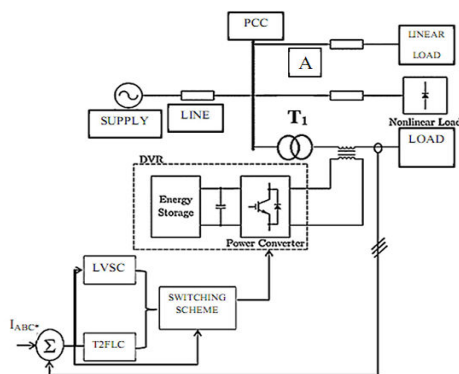 PCC
LINEAR
LOAD
A
SUPPLY
LINE
T1
Nonlinear Load
LOAD
DVR
Energy
Storage
Power Converter
LVSC
SWITCHING
SCHEME
T2FLC
IABC*
Σ